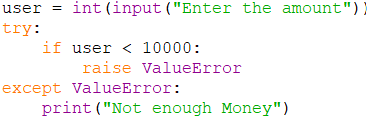 user = int(input("Enter the amount"))
try:
    if user < 10000:
        raise ValueError
except ValueError:
    print("Not enough Money")